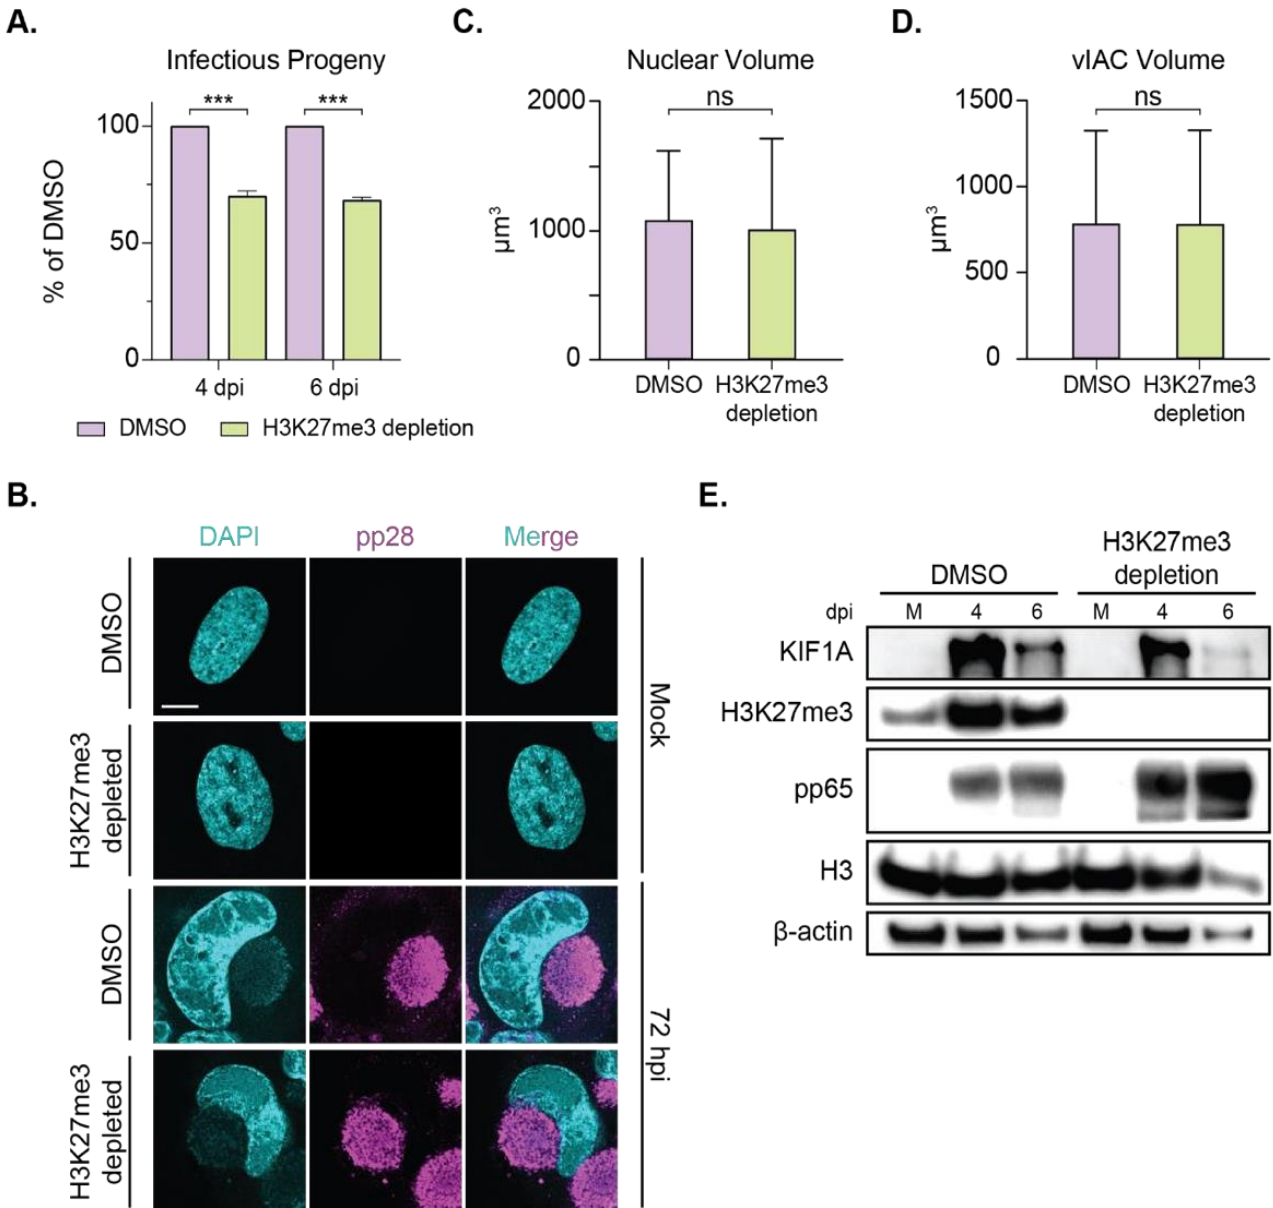 A.
Infectious Progeny
***
***
100
50
0
% of DMSO
4 dpi
6 dpi
DMSO
H3K27me3 depletion
C.
Nuclear Volume
ns
2000
1000
0
µm³
DMSO
H3K27me3
depletion
D.
vIAC Volume
ns
1500
1000
500
0
µm³
DMSO
H3K27me3
depletion
B.
DAPI
pp28
Merge
DMSO
H3K27me3
depleted
DMSO
H3K27me3
depleted
Mock
72 hpi
E.
DMSO
H3K27me3
depletion
dpi
M
4
6
M
4
6
KIF1A
H3K27me3
pp65
H3
β-actin